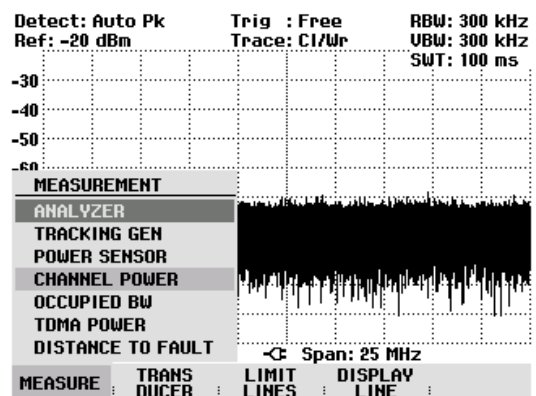 Detect: Auto Pk Trig : Free RBW: 300 kHz
Ref: -20 dBm Trace: Cl/Wr VBW: 300 kHz
SWT: 100 ms
-30
-40
-50
-60
MEASUREMENT
ANALYZER
TRACKING GEN
POWER SENSOR
CHANNEL POWER
OCCUPIED BW
TDMA POWER
DISTANCE TO FAULT
Span: 25 MHz
MEASURE TRANS DUCER LIMIT LINES DISPLAY LINE